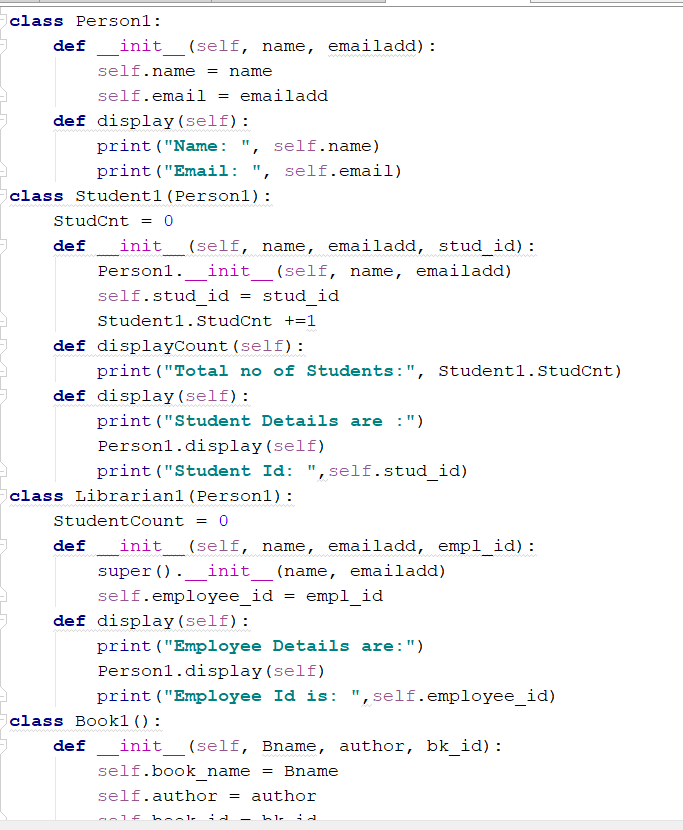 class Person1:
    def __init__(self, name, emailadd):
        self.name = name
        self.email = emailadd
    def display(self):
        print("Name: ", self.name)
        print("Email: ", self.email)
class Student1(Person1):
    StudCnt = 0
    def __init__(self, name, emailadd, stud_id):
        Person1.__init__(self, name, emailadd)
        self.stud_id = stud_id
        Student1.StudCnt +=1
    def displayCount(self):
        print("Total no of Students:", Student1.StudCnt)
    def display(self):
        print("Student Details are :")
        Person1.display(self)
        print("Student Id: ",self.stud_id)
class Librarian1(Person1):
    StudentCount = 0
    def __init__(self, name, emailadd, empl_id):
        super().__init__(name, emailadd)
        self.employee_id = empl_id
    def display(self):
        print("Employee Details are:")
        Person1.display(self)
        print("Employee Id is: ",self.employee_id)
class Book1():
    def __init__(self, Bname, author, bk_id):
        self.book_name = Bname
        self.author = author
        self.book_id = bk_id